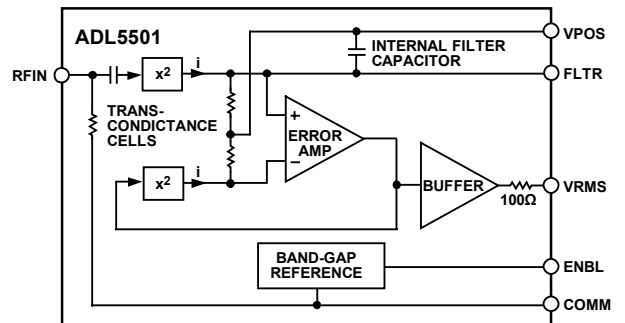 ADL5501
RFIN
x²
i
TRANS-
CONDICTANCE
CELLS
x²
i
+
ERROR
AMP
–
INTERNAL FILTER
CAPACITOR
BUFFER
100Ω
BAND-GAP
REFERENCE
VPOS
FLTR
VRMS
ENBL
COMM